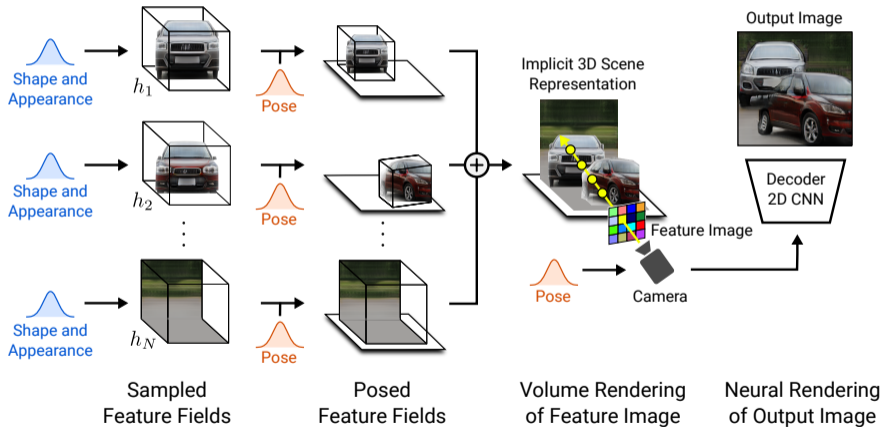 Output Image
Implicit 3D Scene
Representation
Shape and
Appearance
h₁
Pose
Shape and
Appearance
h₂
Pose
+
Decoder
2D CNN
Feature Image
Pose
Camera
Shape and
Appearance
h_N
Pose
Sampled
Feature Fields
Posed
Feature Fields
Volume Rendering
of Feature Image
Neural Rendering
of Output Image